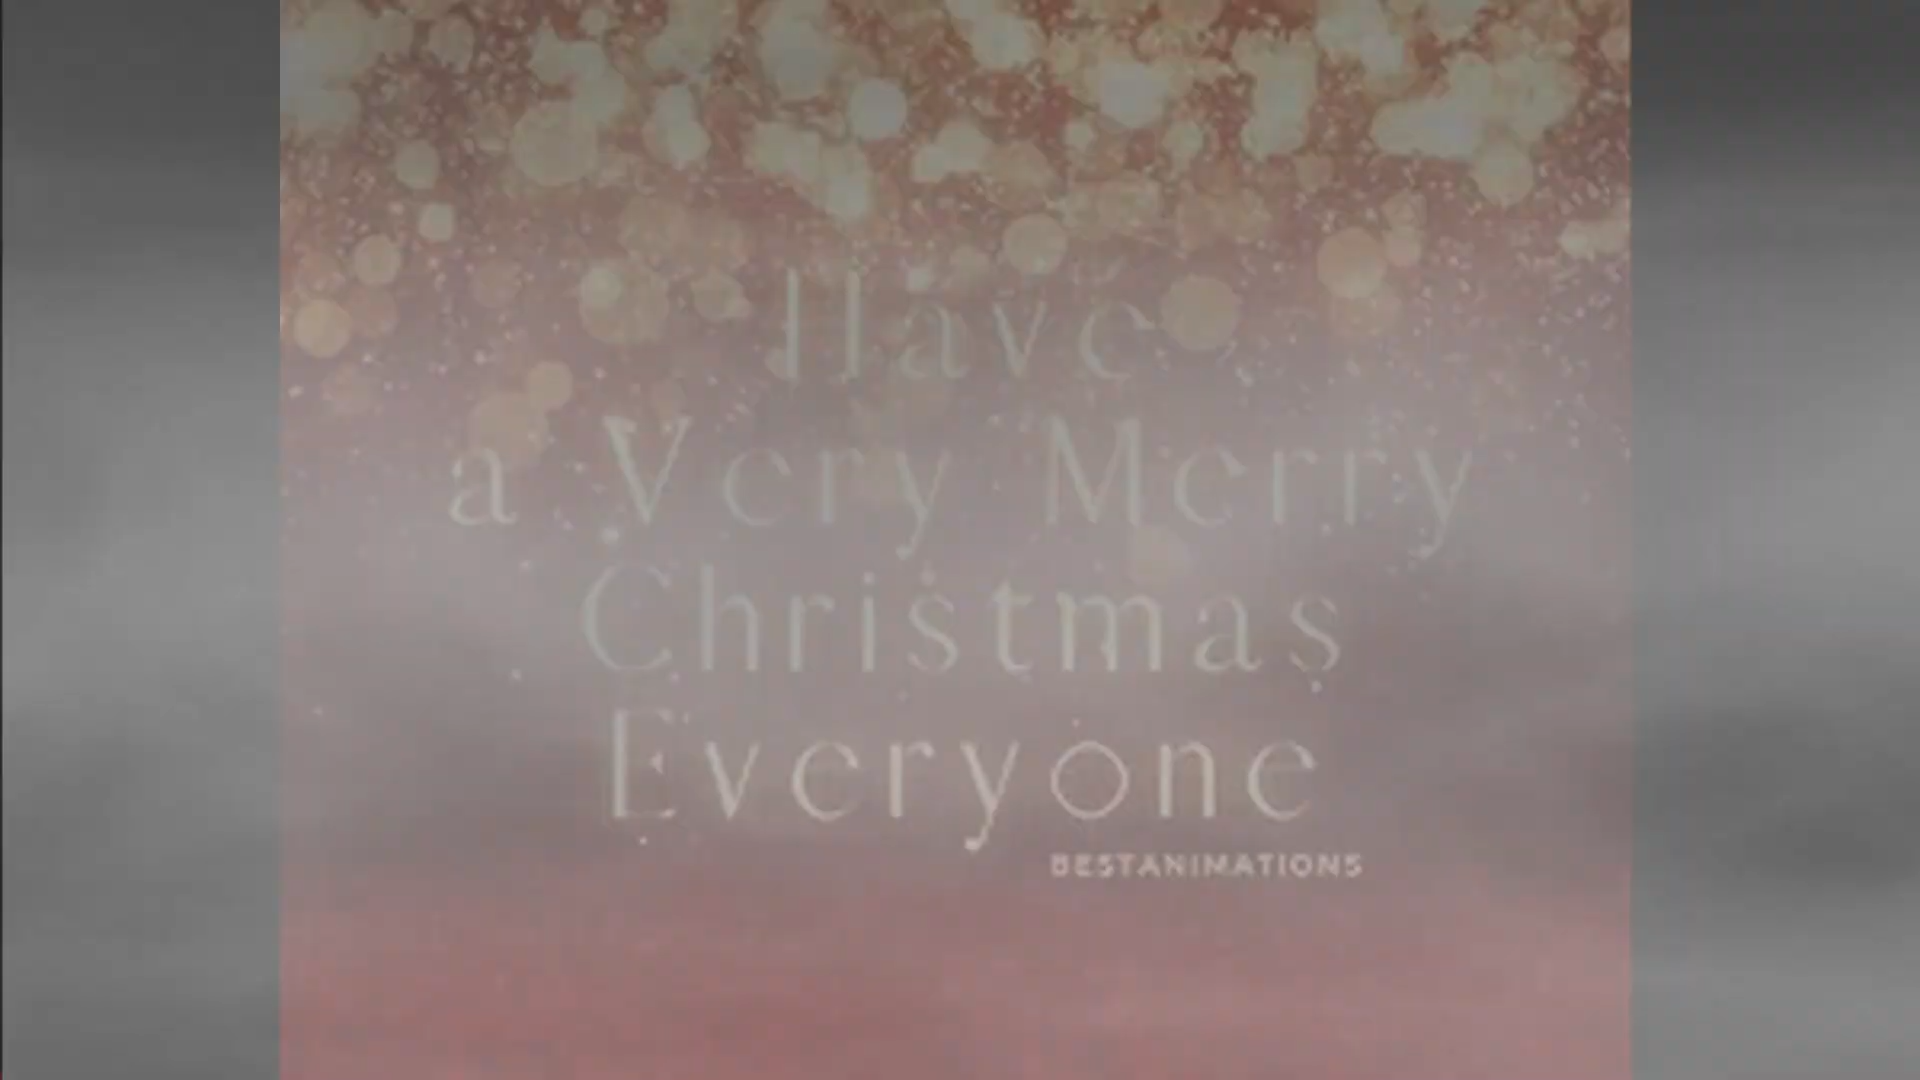 Have
a Very Merry
Christmas
Everyone
BESTANIMATIONS